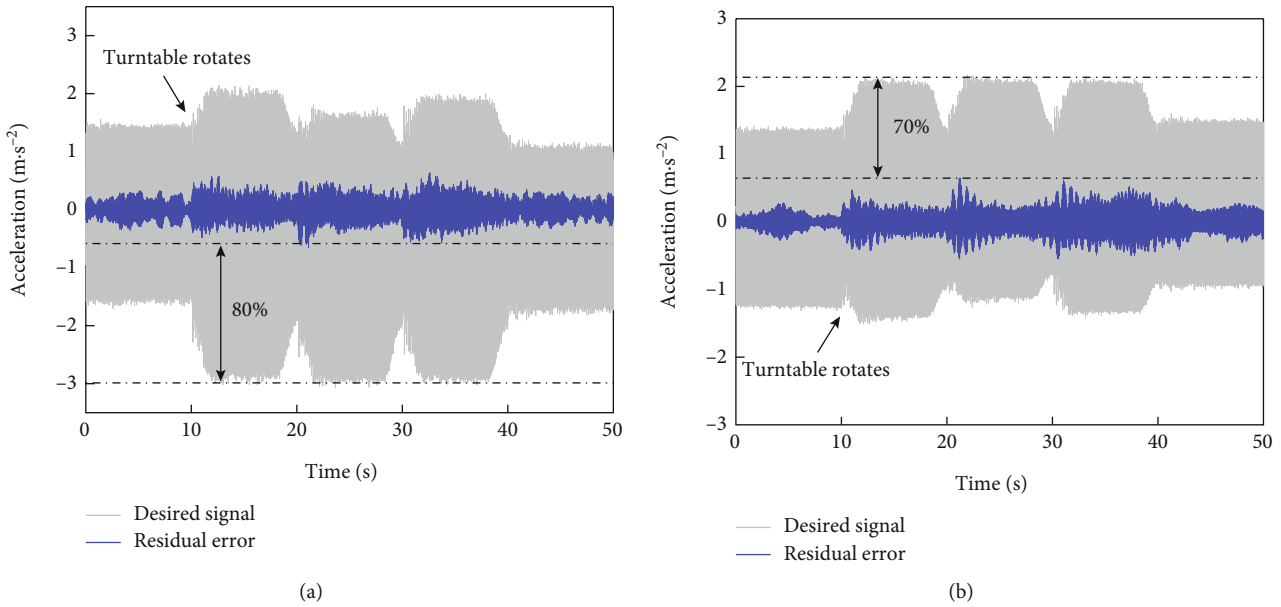 3
2
1
0
–1
–2
–3
Acceleration (m·s⁻²)
Turntable rotates
80%
0
10
20
30
40
50
Time (s)
Desired signal
Residual error
(a)
3
2
1
0
–1
–2
–3
Acceleration (m·s⁻²)
70%
Turntable rotates
0
10
20
30
40
50
Time (s)
Desired signal
Residual error
(b)